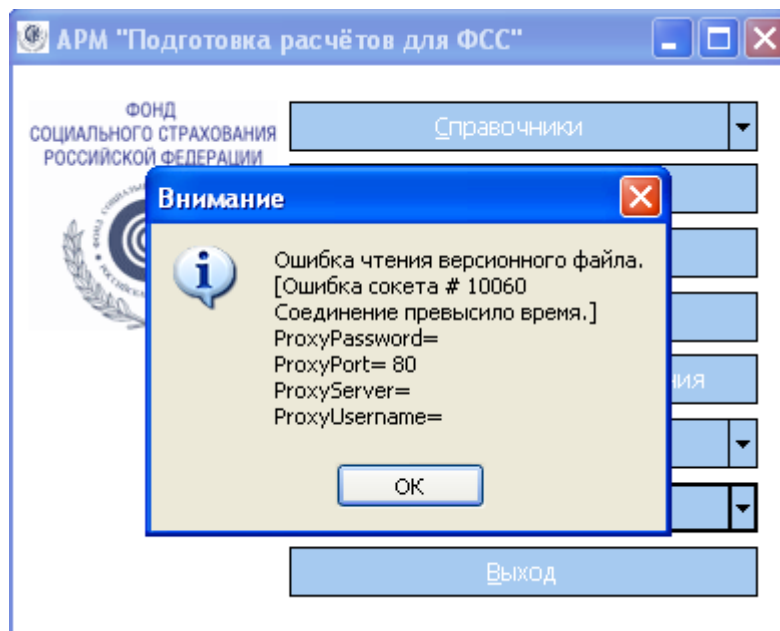 АРМ "Подготовка расчётов для ФСС"
ФОНД
СОЦИАЛЬНОГО СТРАХОВАНИЯ
РОССИЙСКОЙ ФЕДЕРАЦИИ
Справочники
Внимание
Ошибка чтения версионного файла.
[Ошибка сокета # 10060
Соединение превысило время.]
ProxyPassword=
ProxyPort= 80
ProxyServer=
ProxyUsername=
ния
OK
Выход